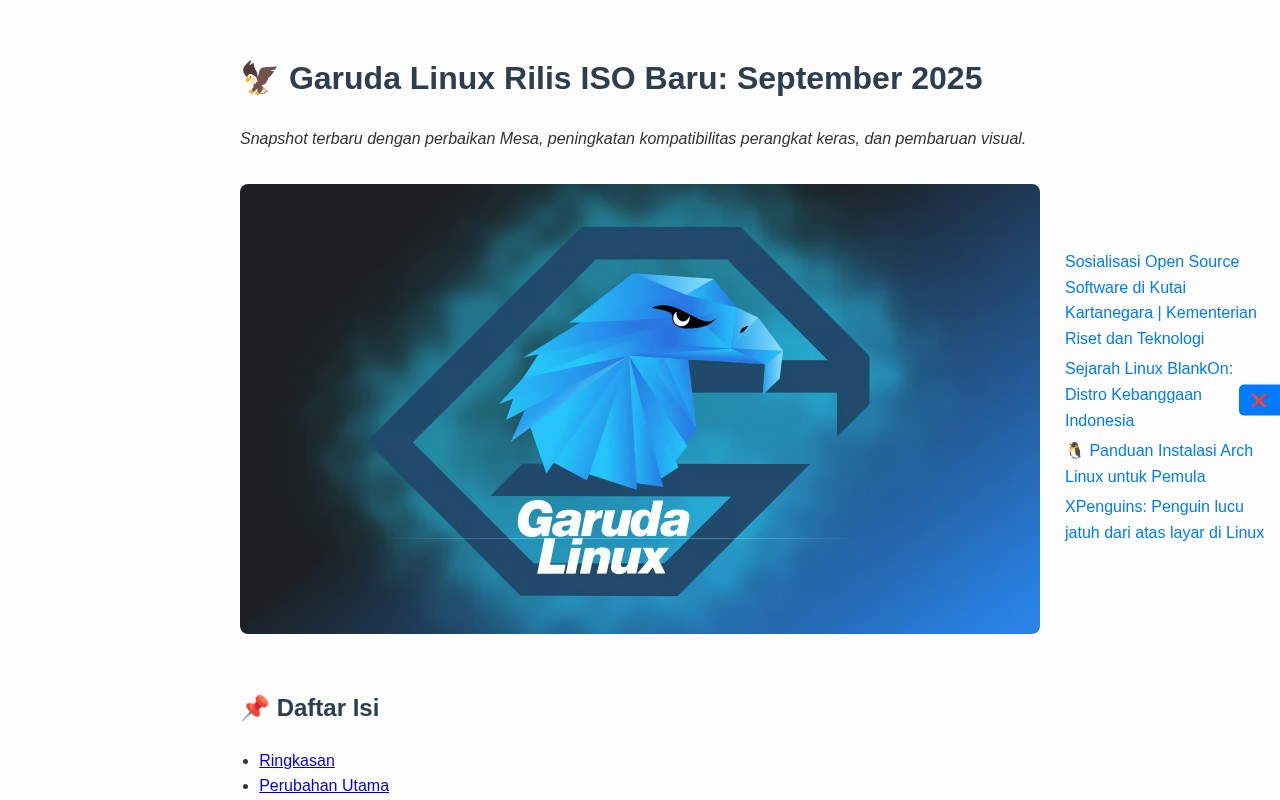 🦅 Garuda Linux Rilis ISO Baru: September 2025
Snapshot terbaru dengan perbaikan Mesa, peningkatan kompatibilitas perangkat keras, dan pembaruan visual.
Garuda
Linux
Sosialisasi Open Source
Software di Kutai
Kartanegara | Kementerian
Riset dan Teknologi
Sejarah Linux BlankOn:
Distro Kebanggaan
Indonesia
🐧 Panduan Instalasi Arch
Linux untuk Pemula
XPenguins: Penguin lucu
jatuh dari atas layar di Linux
❌
📌 Daftar Isi
Ringkasan
Perubahan Utama